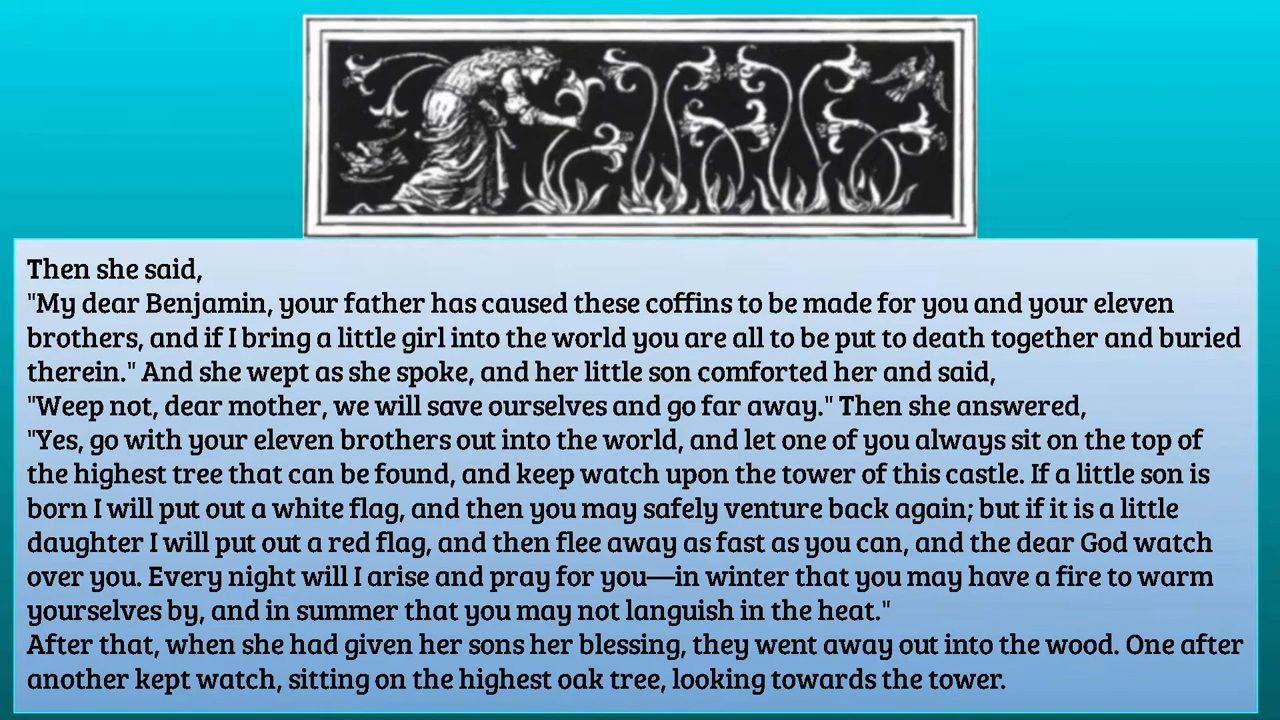 Then she said,
"My dear Benjamin, your father has caused these coffins to be made for you and your eleven
brothers, and if I bring a little girl into the world you are all to be put to death together and buried
therein." And she wept as she spoke, and her little son comforted her and said,
"Weep not, dear mother, we will save ourselves and go far away." Then she answered,
"Yes, go with your eleven brothers out into the world, and let one of you always sit on the top of
the highest tree that can be found, and keep watch upon the tower of this castle. If a little son is
born I will put out a white flag, and then you may safely venture back again; but if it is a little
daughter I will put out a red flag, and then flee away as fast as you can, and the dear God watch
over you. Every night will I arise and pray for you—in winter that you may have a fire to warm
yourselves by, and in summer that you may not languish in the heat."
After that, when she had given her sons her blessing, they went away out into the wood. One after
another kept watch, sitting on the highest oak tree, looking towards the tower.